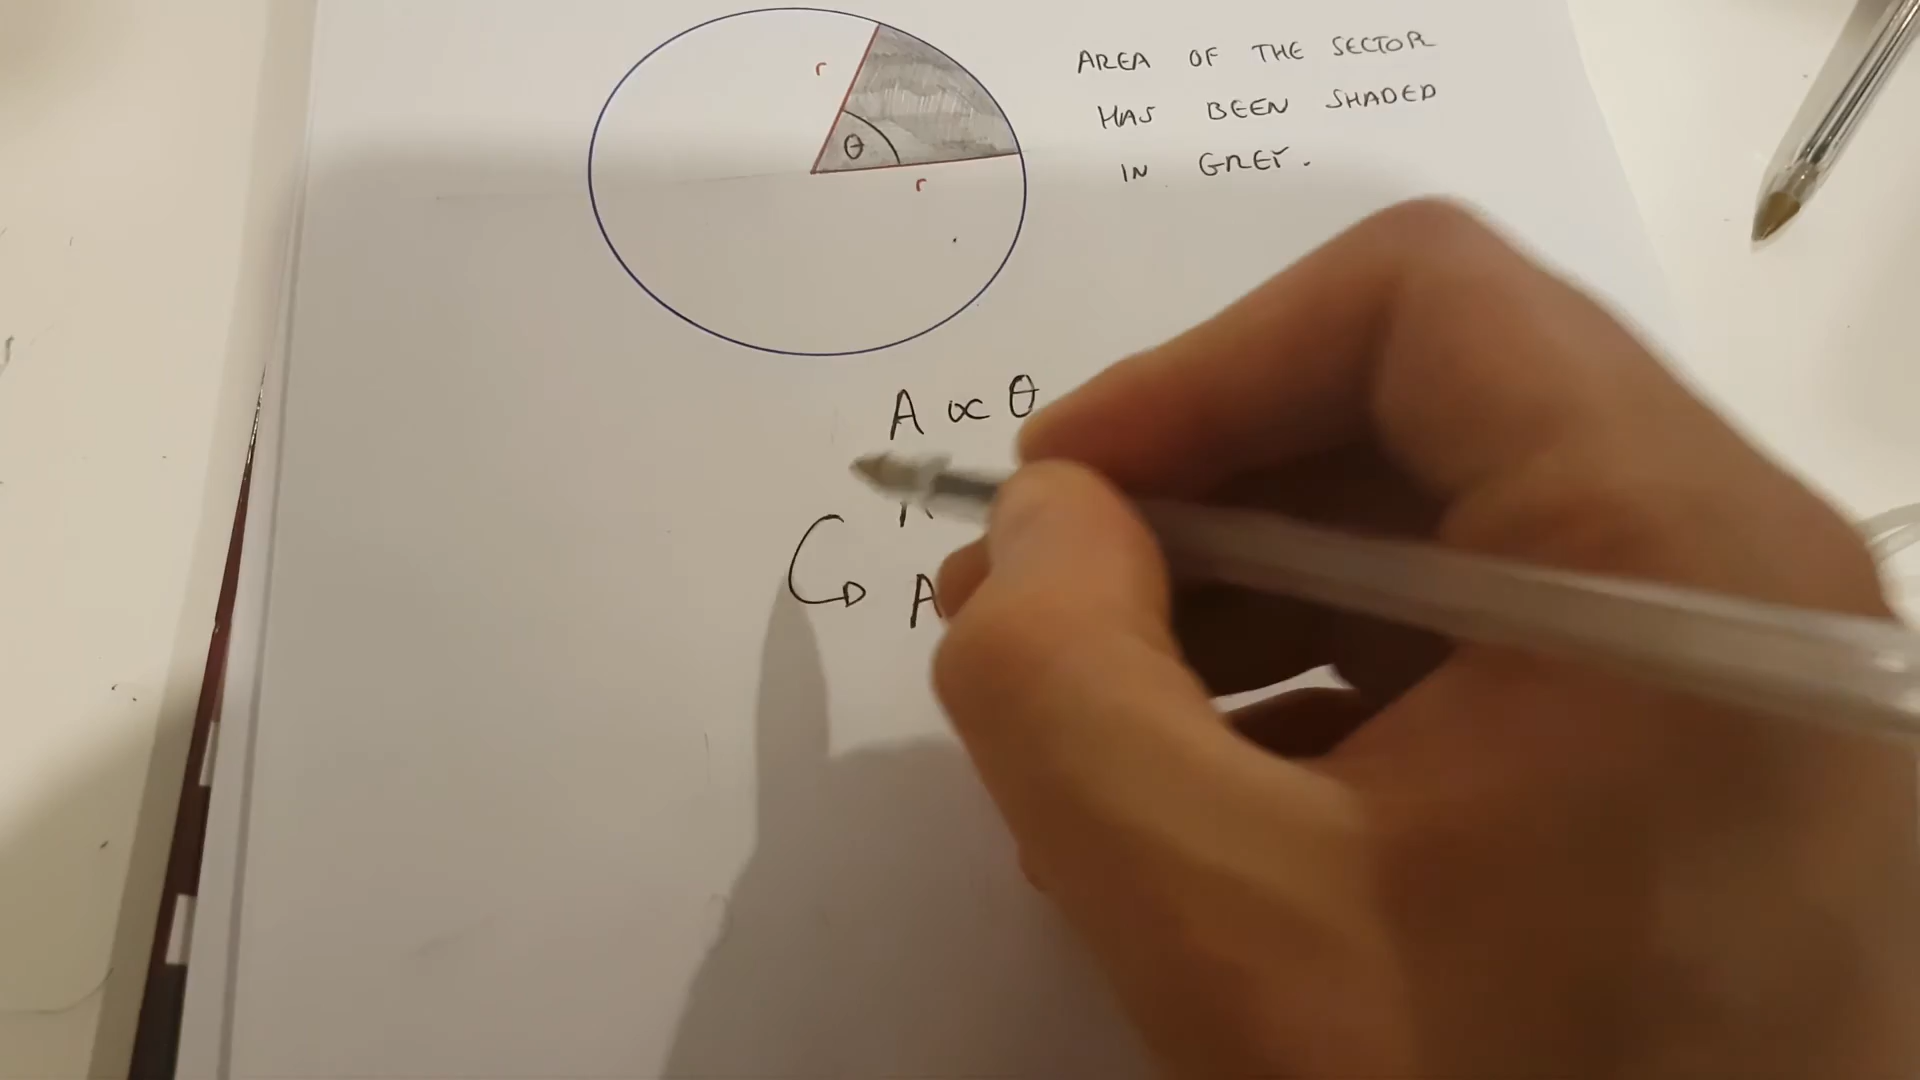 r
AREA OF THE SECTOR
HAS BEEN SHADED
θ
IN GREY.
r
A ∝ θ
A